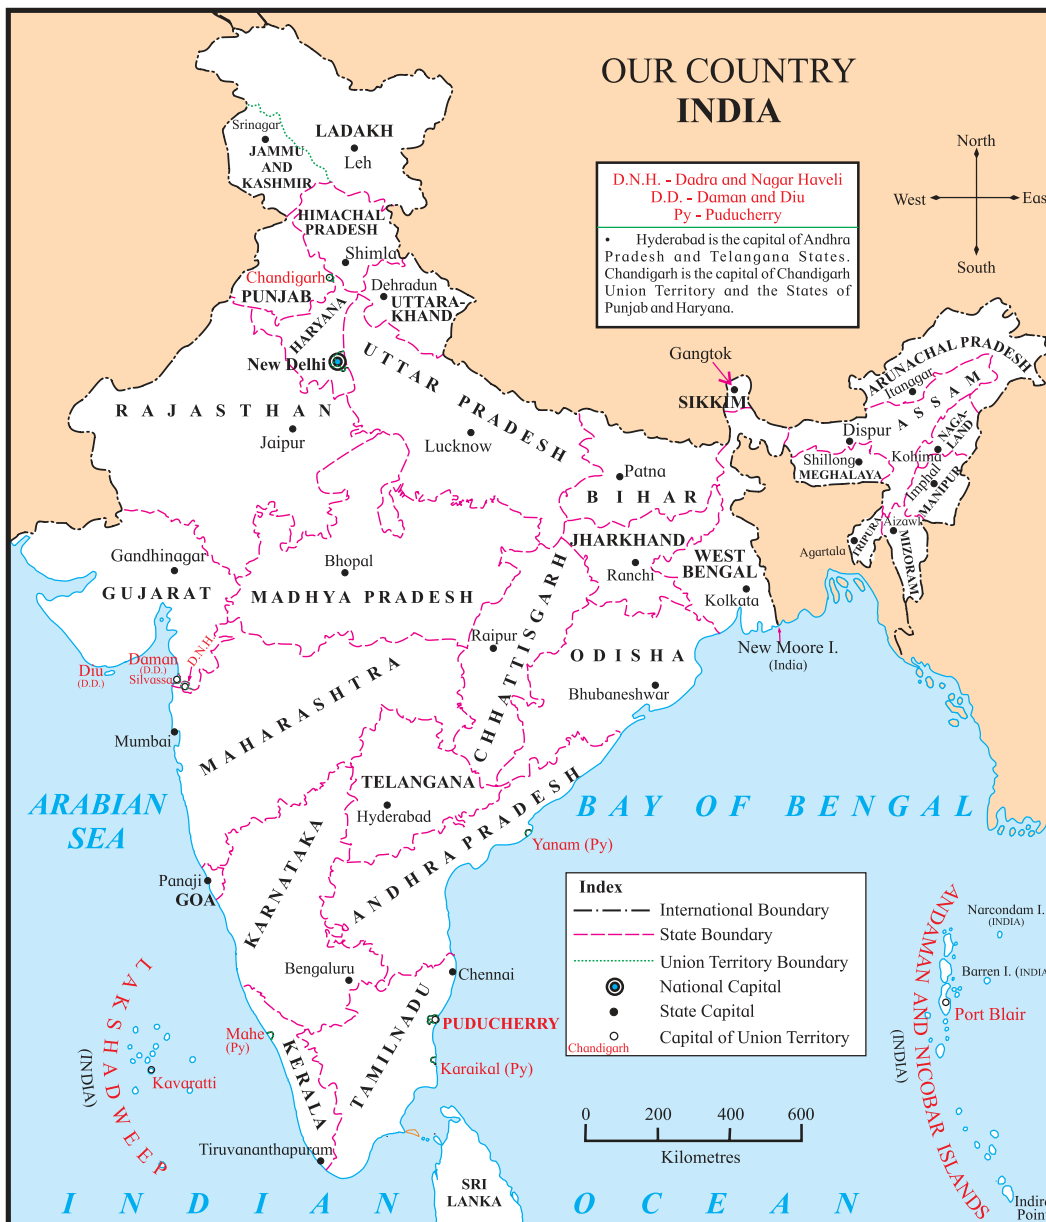 OUR COUNTRY
INDIA
North
West
Eas
South
D.N.H. - Dadra and Nagar Haveli
D.D. - Daman and Diu
Py - Puducherry
• Hyderabad is the capital of Andhra
Pradesh and Telangana States.
Chandigarh is the capital of Chandigarh
Union Territory and the States of
Punjab and Haryana.
Srinagar
LADAKH
JAMMU
AND
KASHMIR
Leh
HIMACHAL
PRADESH
Shimla
Chandigarh
PUNJAB
Dehradun
UTTARA-
KHAND
HARYANA
New Delhi
UTTAR PRADESH
RAJASTHAN
Jaipur
Lucknow
Gangtok
SIKKIM
ARUNACHAL PRADESH
Itanagar
ASSAM
Dispur
NAGA-
LAND
Kohima
Shillong
MEGHALAYA
Imphal
MANIPUR
Patna
BIHAR
TRIPURA
Aizawl
MIZORAM
Agartala
JHARKHAND
Ranchi
WEST
BENGAL
Kolkata
New Moore I.
(India)
Gandhinagar
GUJARAT
Bhopal
MADHYA PRADESH
CHHATTISGARH
Raipur
ODISHA
Bhubaneshwar
D.N.H.
Daman
(D.D.)
Silvassa
Diu
(D.D.)
MAHARASHTRA
Mumbai
TELANGANA
Hyderabad
ANDHRA PRADESH
ARABIAN
SEA
BAY OF BENGAL
Yanam (Py)
KARNATAKA
Panaji
GOA
Bengaluru
Chennai
TAMILNADU
PUDUCHERRY
Mahe
(Py)
KERALA
Karaikal (Py)
Tiruvananthapuram
LAKSHADWEEP
(INDIA)
Kavaratti
Index
International Boundary
State Boundary
Union Territory Boundary
National Capital
State Capital
Chandigarh
Capital of Union Territory
0 200 400 600
Kilometres
ANDAMAN AND NICOBAR ISLANDS
(INDIA)
Narcondam I.
(INDIA)
Barren I. (INDIA
Port Blair
Indir
Poin
SRI
LANKA
INDIAN OCEAN